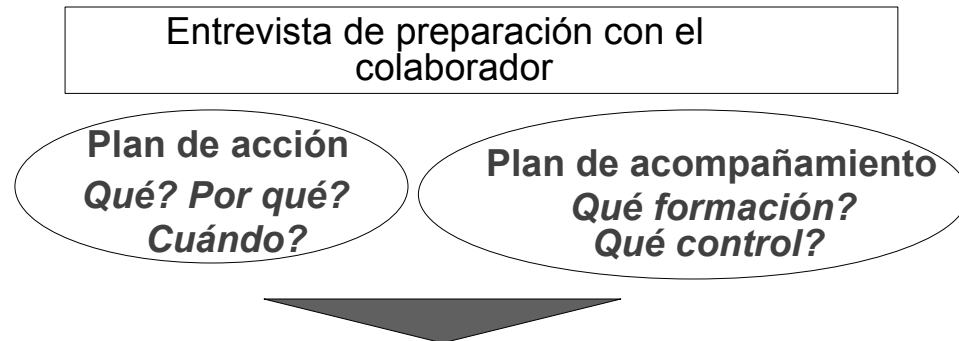 Entrevista de preparación con el
colaborador
Plan de acción
Qué? Por qué?
Cuándo?
Plan de acompañamiento
Qué formación?
Qué control?